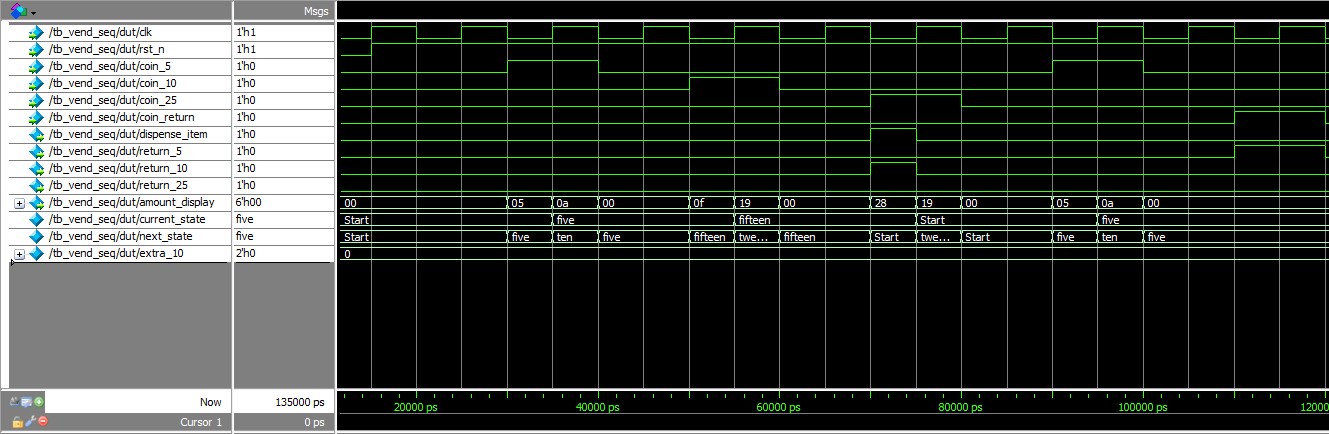 Msgs
/tb_vend_seq/dut/clk 1'h1
/tb_vend_seq/dut/rst_n 1'h1
/tb_vend_seq/dut/coin_5 1'h0
/tb_vend_seq/dut/coin_10 1'h0
/tb_vend_seq/dut/coin_25 1'h0
/tb_vend_seq/dut/coin_return 1'h0
/tb_vend_seq/dut/dispense_item 1'h0
/tb_vend_seq/dut/return_5 1'h0
/tb_vend_seq/dut/return_10 1'h0
/tb_vend_seq/dut/return_25 1'h0
/tb_vend_seq/dut/amount_display 6'h00 00 05 0a 00 0f 19 00 28 19 00 05 0a 00
/tb_vend_seq/dut/current_state five Start five fifteen Start five
/tb_vend_seq/dut/next_state five Start five ten five fifteen twe... fifteen Start twe... Start five ten five
/tb_vend_seq/dut/extra_10 2'h0 0
Now 135000 ps 20000 ps 40000 ps 60000 ps 80000 ps 100000 ps 120000
Cursor 1 0 ps